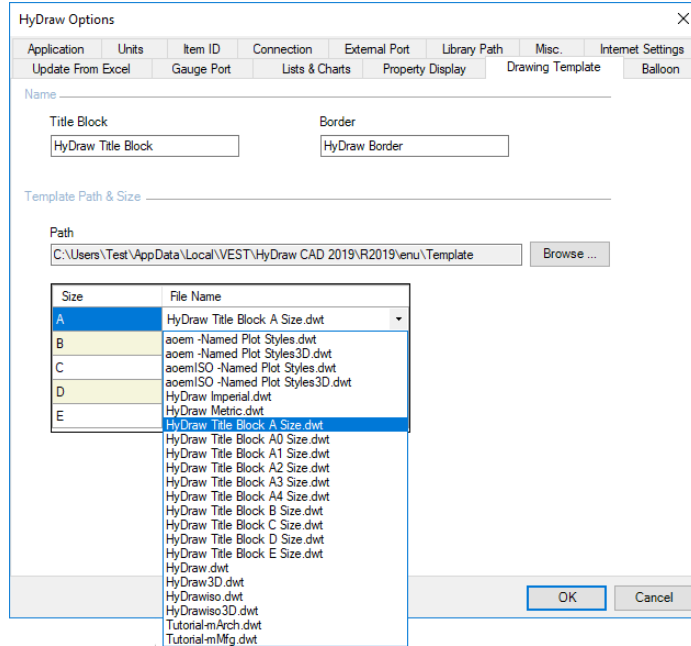 HyDraw Options
Application Units Item ID Connection External Port Library Path Misc. Internet Settings
Update From Excel Gauge Port Lists & Charts Property Display Drawing Template Balloon
Name
Title Block Border
HyDraw Title Block HyDraw Border
Template Path & Size
Path
C:\Users\Test\AppData\Local\VEST\HyDraw CAD 2019\R2019\enu\Template Browse ...
Size File Name
A HyDraw Title Block A Size.dwt
B
C
D
E
aoem -Named Plot Styles.dwt
aoem -Named Plot Styles3D.dwt
aoemISO -Named Plot Styles.dwt
aoemISO -Named Plot Styles3D.dwt
HyDraw Imperial.dwt
HyDraw Metric.dwt
HyDraw Title Block A Size.dwt
HyDraw Title Block A0 Size.dwt
HyDraw Title Block A1 Size.dwt
HyDraw Title Block A2 Size.dwt
HyDraw Title Block A3 Size.dwt
HyDraw Title Block A4 Size.dwt
HyDraw Title Block B Size.dwt
HyDraw Title Block C Size.dwt
HyDraw Title Block D Size.dwt
HyDraw Title Block E Size.dwt
HyDraw.dwt
HyDraw3D.dwt
HyDrawiso.dwt
HyDrawiso3D.dwt
Tutorial-mArch.dwt
Tutorial-mMfg.dwt
OK Cancel